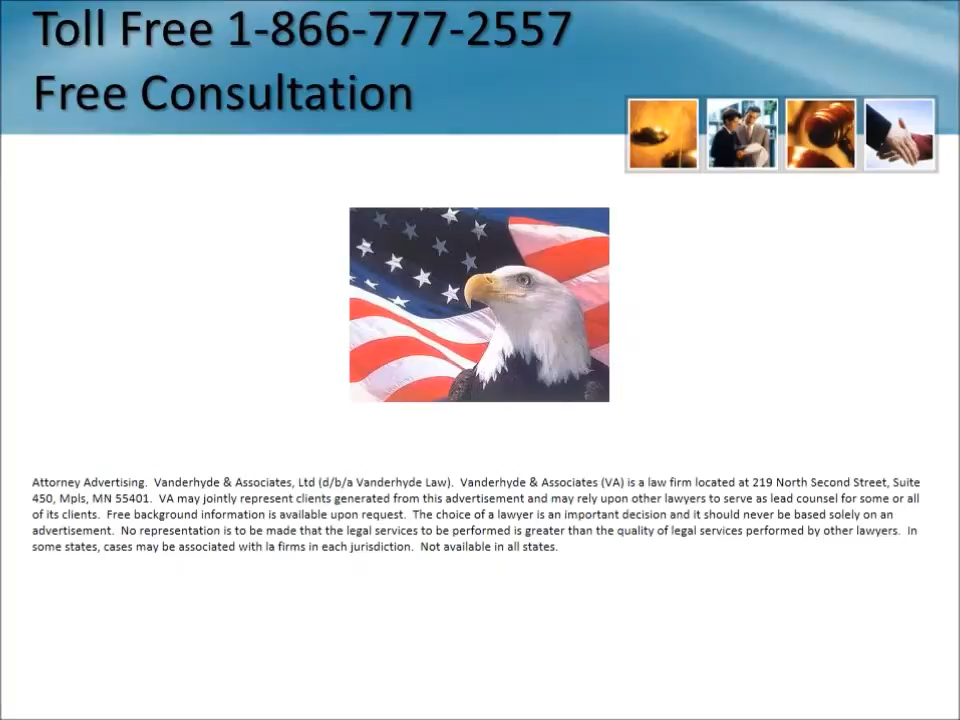 Toll Free 1-866-777-2557
Free Consultation
Attorney Advertising. Vanderhyde & Associates, Ltd (d/b/a Vanderhyde Law). Vanderhyde & Associates (VA) is a law firm located at 219 North Second Street, Suite
450, Mpls, MN 55401. VA may jointly represent clients generated from this advertisement and may rely upon other lawyers to serve as lead counsel for some or all
of its clients. Free background information is available upon request. The choice of a lawyer is an important decision and it should never be based solely on an
advertisement. No representation is to be made that the legal services to be performed is greater than the quality of legal services performed by other lawyers. In
some states, cases may be associated with la firms in each jurisdiction. Not available in all states.